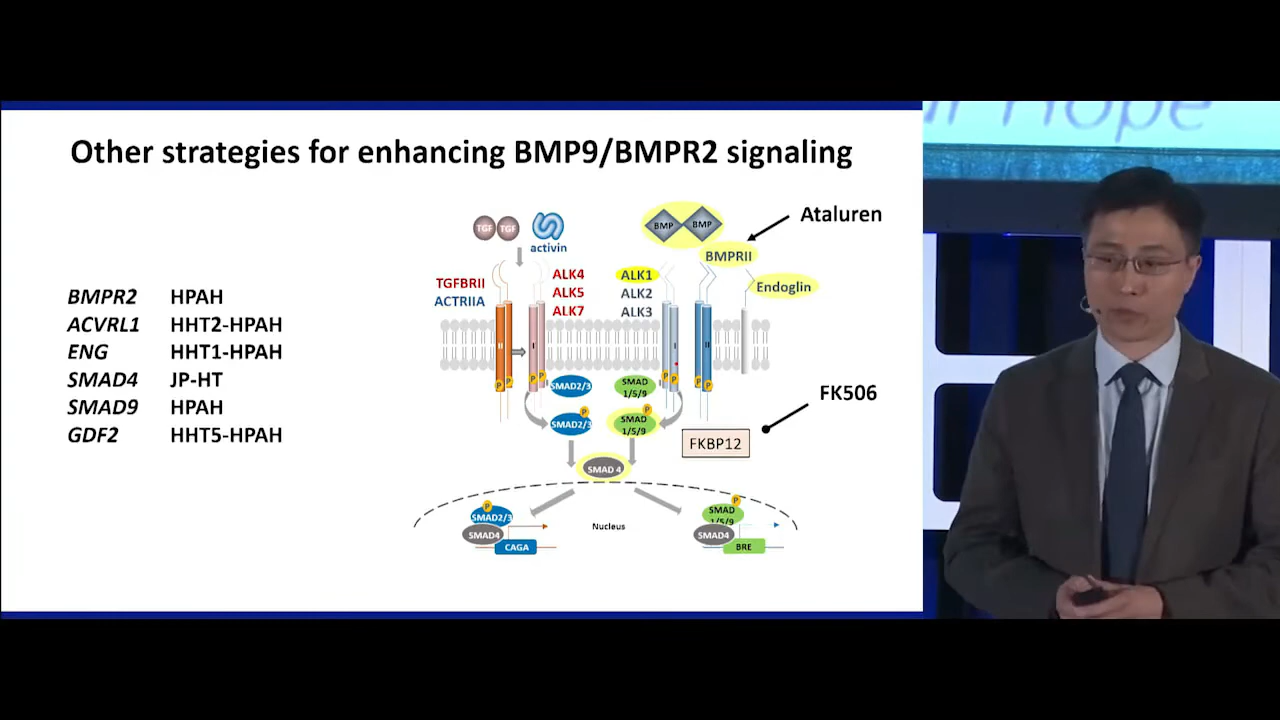 Other strategies for enhancing BMP9/BMPR2 signaling
BMPR2 HPAH
ACVRL1 HHT2-HPAH
ENG HHT1-HPAH
SMAD4 JP-HT
SMAD9 HPAH
GDF2 HHT5-HPAH
TGF TGF
activin
TGFBRII
ACTRIIA
ALK4
ALK5
ALK7
BMP BMP
BMPRII
Ataluren
ALK1
ALK2
ALK3
Endoglin
II I I II
P P P P P P P P
SMAD2/3
SMAD
1/5/9
P
SMAD2/3
P
SMAD
1/5/9
FKBP12
FK506
SMAD 4
Nucleus
P
SMAD2/3
SMAD4
CAGA
P
SMAD
1/5/9
SMAD4
BRE
Hope